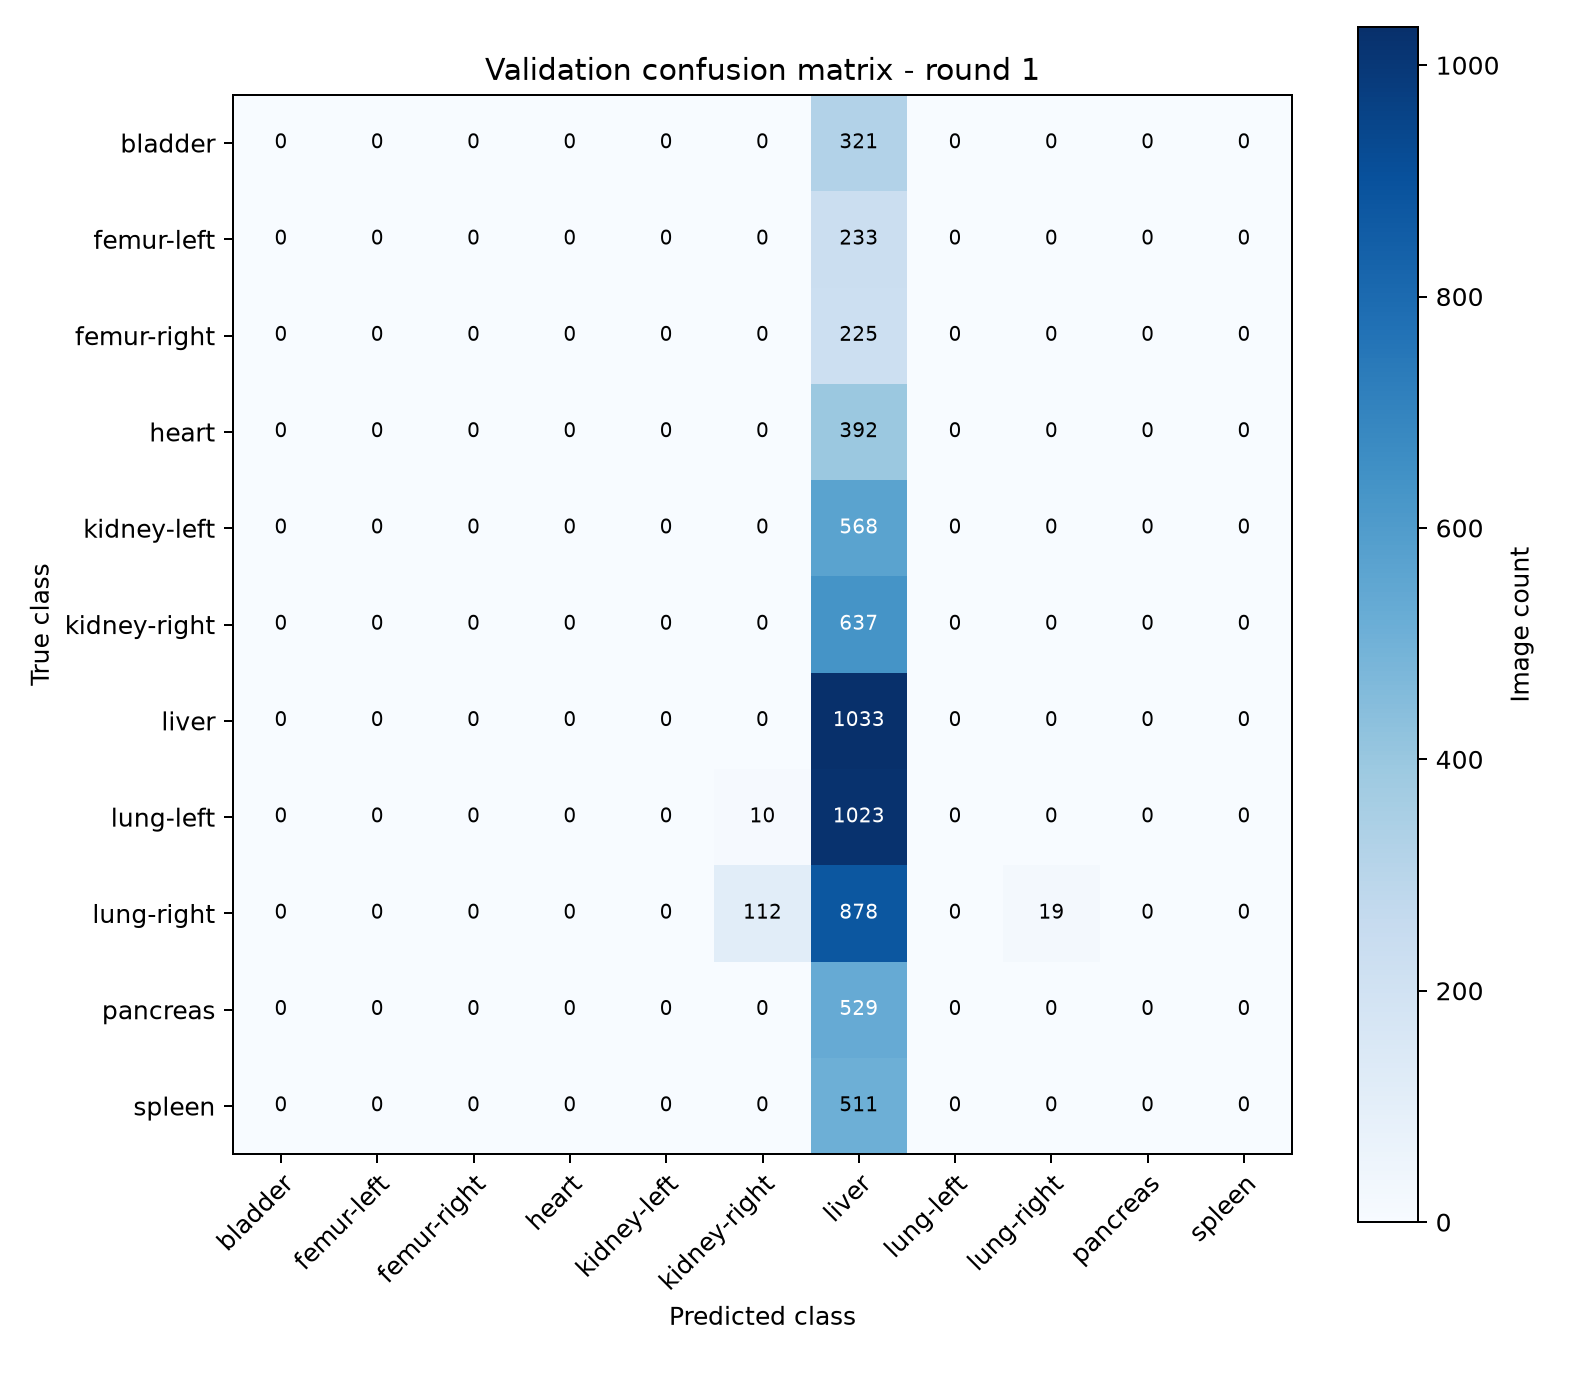 Validation confusion matrix - round 1
bladder 0 0 0 0 0 0 321 0 0 0 0
femur-left 0 0 0 0 0 0 233 0 0 0 0
femur-right 0 0 0 0 0 0 225 0 0 0 0
heart 0 0 0 0 0 0 392 0 0 0 0
kidney-left 0 0 0 0 0 0 568 0 0 0 0
kidney-right 0 0 0 0 0 0 637 0 0 0 0
liver 0 0 0 0 0 0 1033 0 0 0 0
lung-left 0 0 0 0 0 10 1023 0 0 0 0
lung-right 0 0 0 0 0 112 878 0 19 0 0
pancreas 0 0 0 0 0 0 529 0 0 0 0
spleen 0 0 0 0 0 0 511 0 0 0 0
True class
bladder femur-left femur-right heart kidney-left kidney-right liver lung-left lung-right pancreas spleen
Predicted class
1000
800
600
400
200
0
Image count